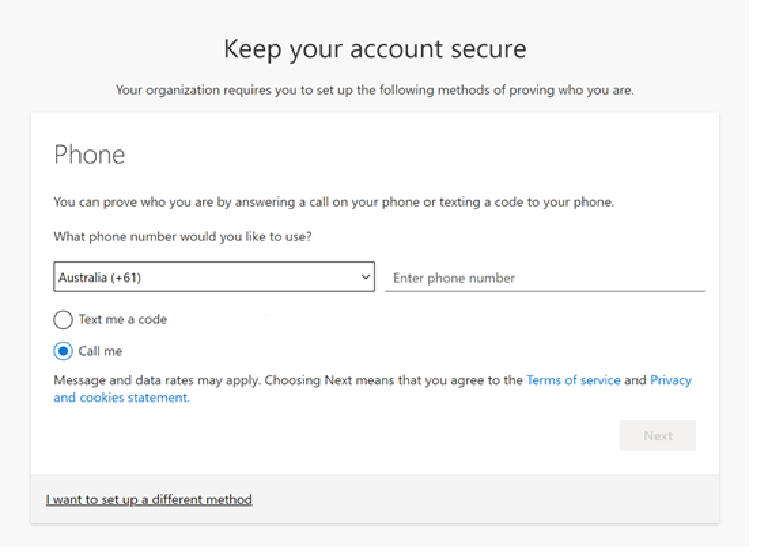 Keep your account secure
Your organization requires you to set up the following methods of proving who you are.
Phone
You can prove who you are by answering a call on your phone or texting a code to your phone.
What phone number would you like to use?
Australia (+61)
Enter phone number
Text me a code
Call me
Message and data rates may apply. Choosing Next means that you agree to the Terms of service and Privacy
and cookies statement.
Next
I want to set up a different method